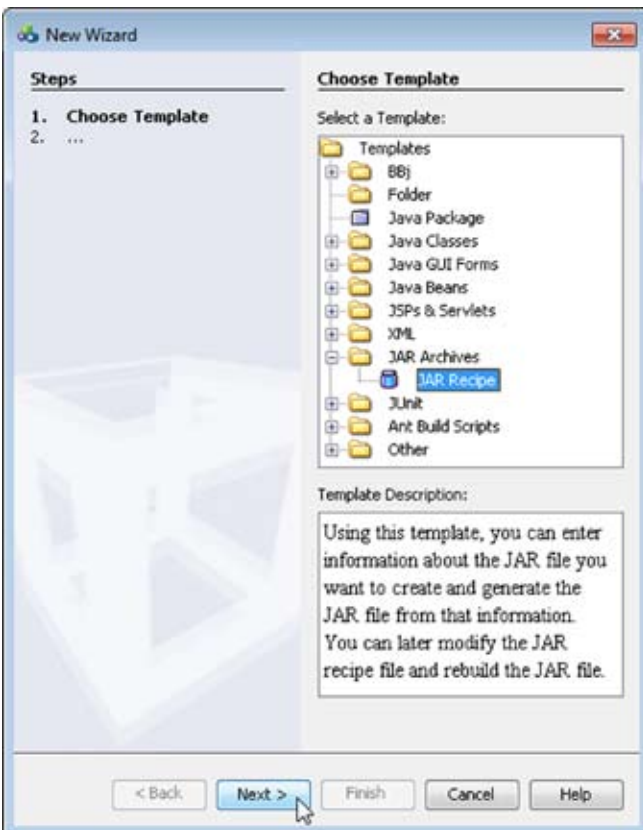 New Wizard
Steps
1. Choose Template
2. ...
Choose Template
Select a Template:
Templates
BBj
Folder
Java Package
Java Classes
Java GUI Forms
Java Beans
JSPs & Servlets
XML
JAR Archives
JAR Recipe
JUnit
Ant Build Scripts
Other
Template Description:
Using this template, you can enter
information about the JAR file you
want to create and generate the
JAR file from that information.
You can later modify the JAR
recipe file and rebuild the JAR file.
< Back
Next >
Finish
Cancel
Help